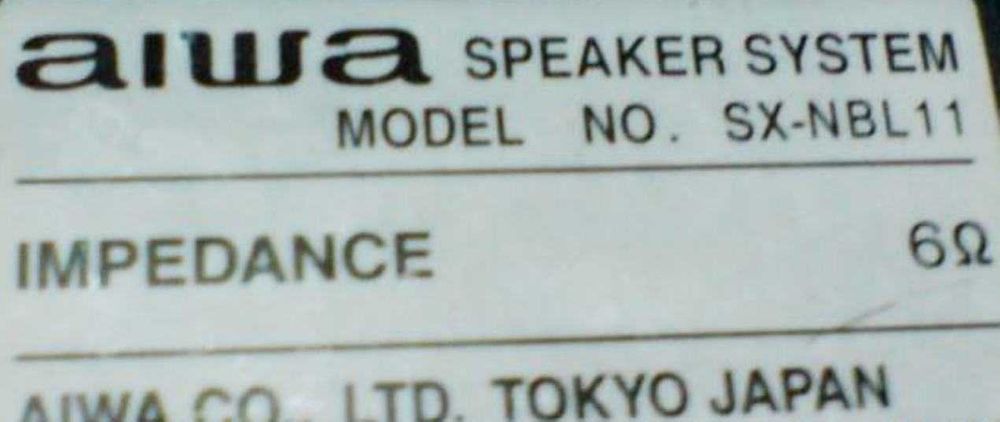 aiwa SPEAKER SYSTEM
MODEL NO. SX-NBL11
IMPEDANCE 6Ω
AIWA CO., LTD. TOKYO JAPAN